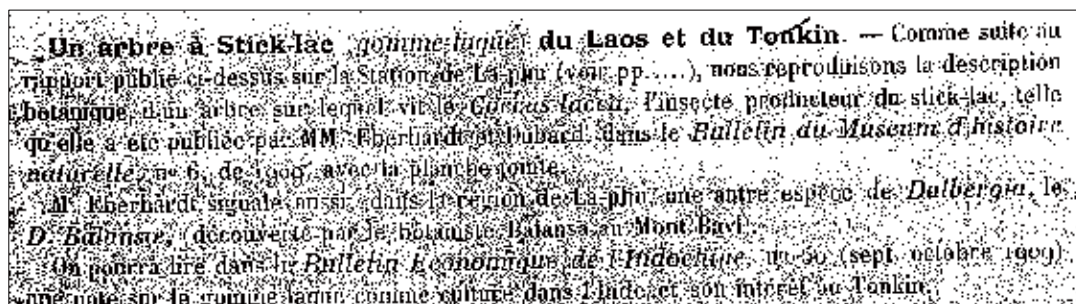 Un arbre à Stick-lac (gomme-laque) du Laos et du Tonkin. — Comme suite au
rapport publié ci-dessus sur la Station de La-phu (voir pp.....), nous reproduisons la description
botanique d'un arbre sur lequel vit le Coccus lacca, l'insecte producteur du stick-lac, telle
qu'elle a été publiée par MM. Eberhardt et Dubard dans le Bulletin du Museum d'histoire
naturelle, n° 6, de 1909, avec la planche jointe.
M. Eberhardt signale aussi, dans la région de La-phu, une autre espèce de Dalbergia, le
D. Balansæ, (découverte par le botaniste Balansa au Mont Bavi).
On pourra lire dans le Bulletin Economique de l'Indochine, n° 80 (sept. octobre 1909)
une note sur la gomme laque comme culture dans l'Inde et son intérêt au Tonkin.